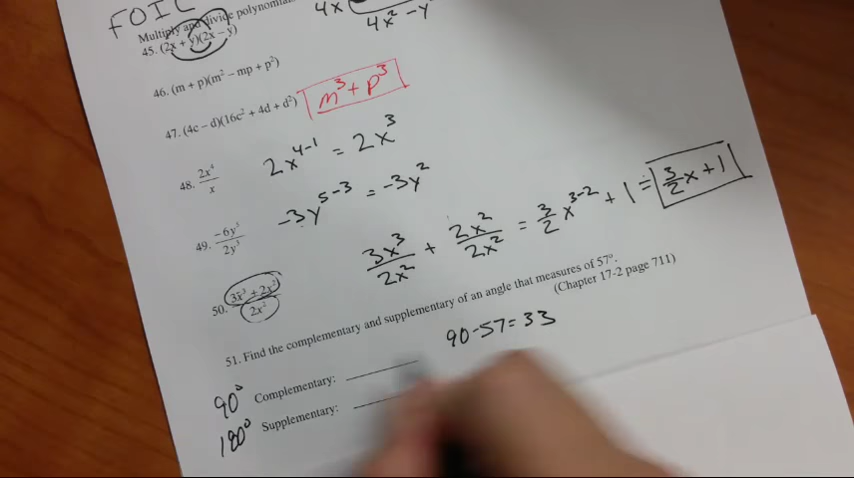 FOIL
Multiply and divide polynomial
4x
4x² - y
45. (2x + y)(2x - y)
46. (m + p)(m² - mp + p²)
m³ + p³
47. (4c - d)(16c² + 4d + d²)
48. 2x⁴/x
2x⁴⁻¹ = 2x³
49. -6y⁵/2y³
-3y⁵⁻³ = -3y²
50. 3x³ + 2x²/2x²
3x³/2x² + 2x²/2x² = 3/2 x³⁻² + 1 = 3/2 x + 1
51. Find the complementary and supplementary of an angle that measures of 57°.
(Chapter 17-2 page 711)
90-57=33
90° Complementary:
180° Supplementary: